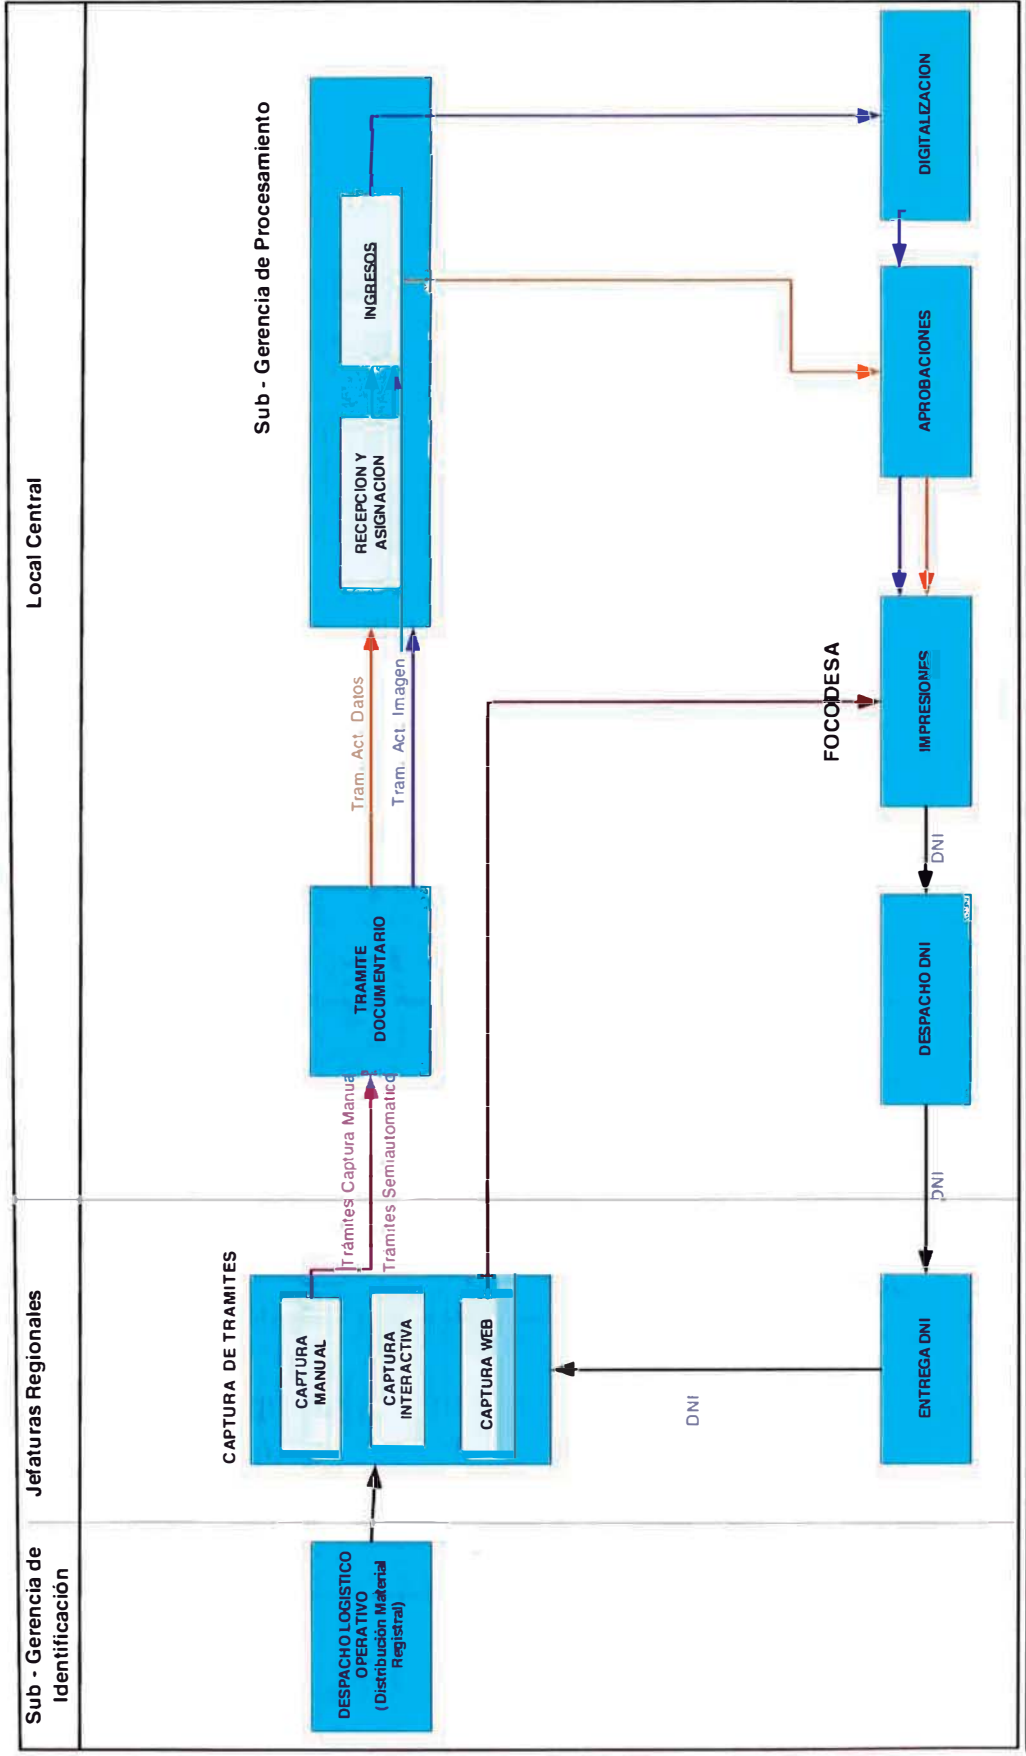 Sub - Gerencia de
Identificación
Jefaturas Regionales
Local Central
DESPACHO LOGISTICO
OPERATIVO
(Distribución Material
Registral)
CAPTURA DE TRAMITES
CAPTURA
MANUAL
CAPTURA
INTERACTIVA
CAPTURA WEB
Trámites Captura Manual
Trámites Semiautomatico
TRAMITE
DOCUMENTARIO
Tram. Act. Datos
Tram. Act. Imagen
Sub - Gerencia de Procesamiento
RECEPCION Y
ASIGNACION
INGRESOS
DIGITALIZACION
APROBACIONES
FOCODESA
IMPRESIONES
DNI
DESPACHO DNI
DNI
ENTREGA DNI
DNI